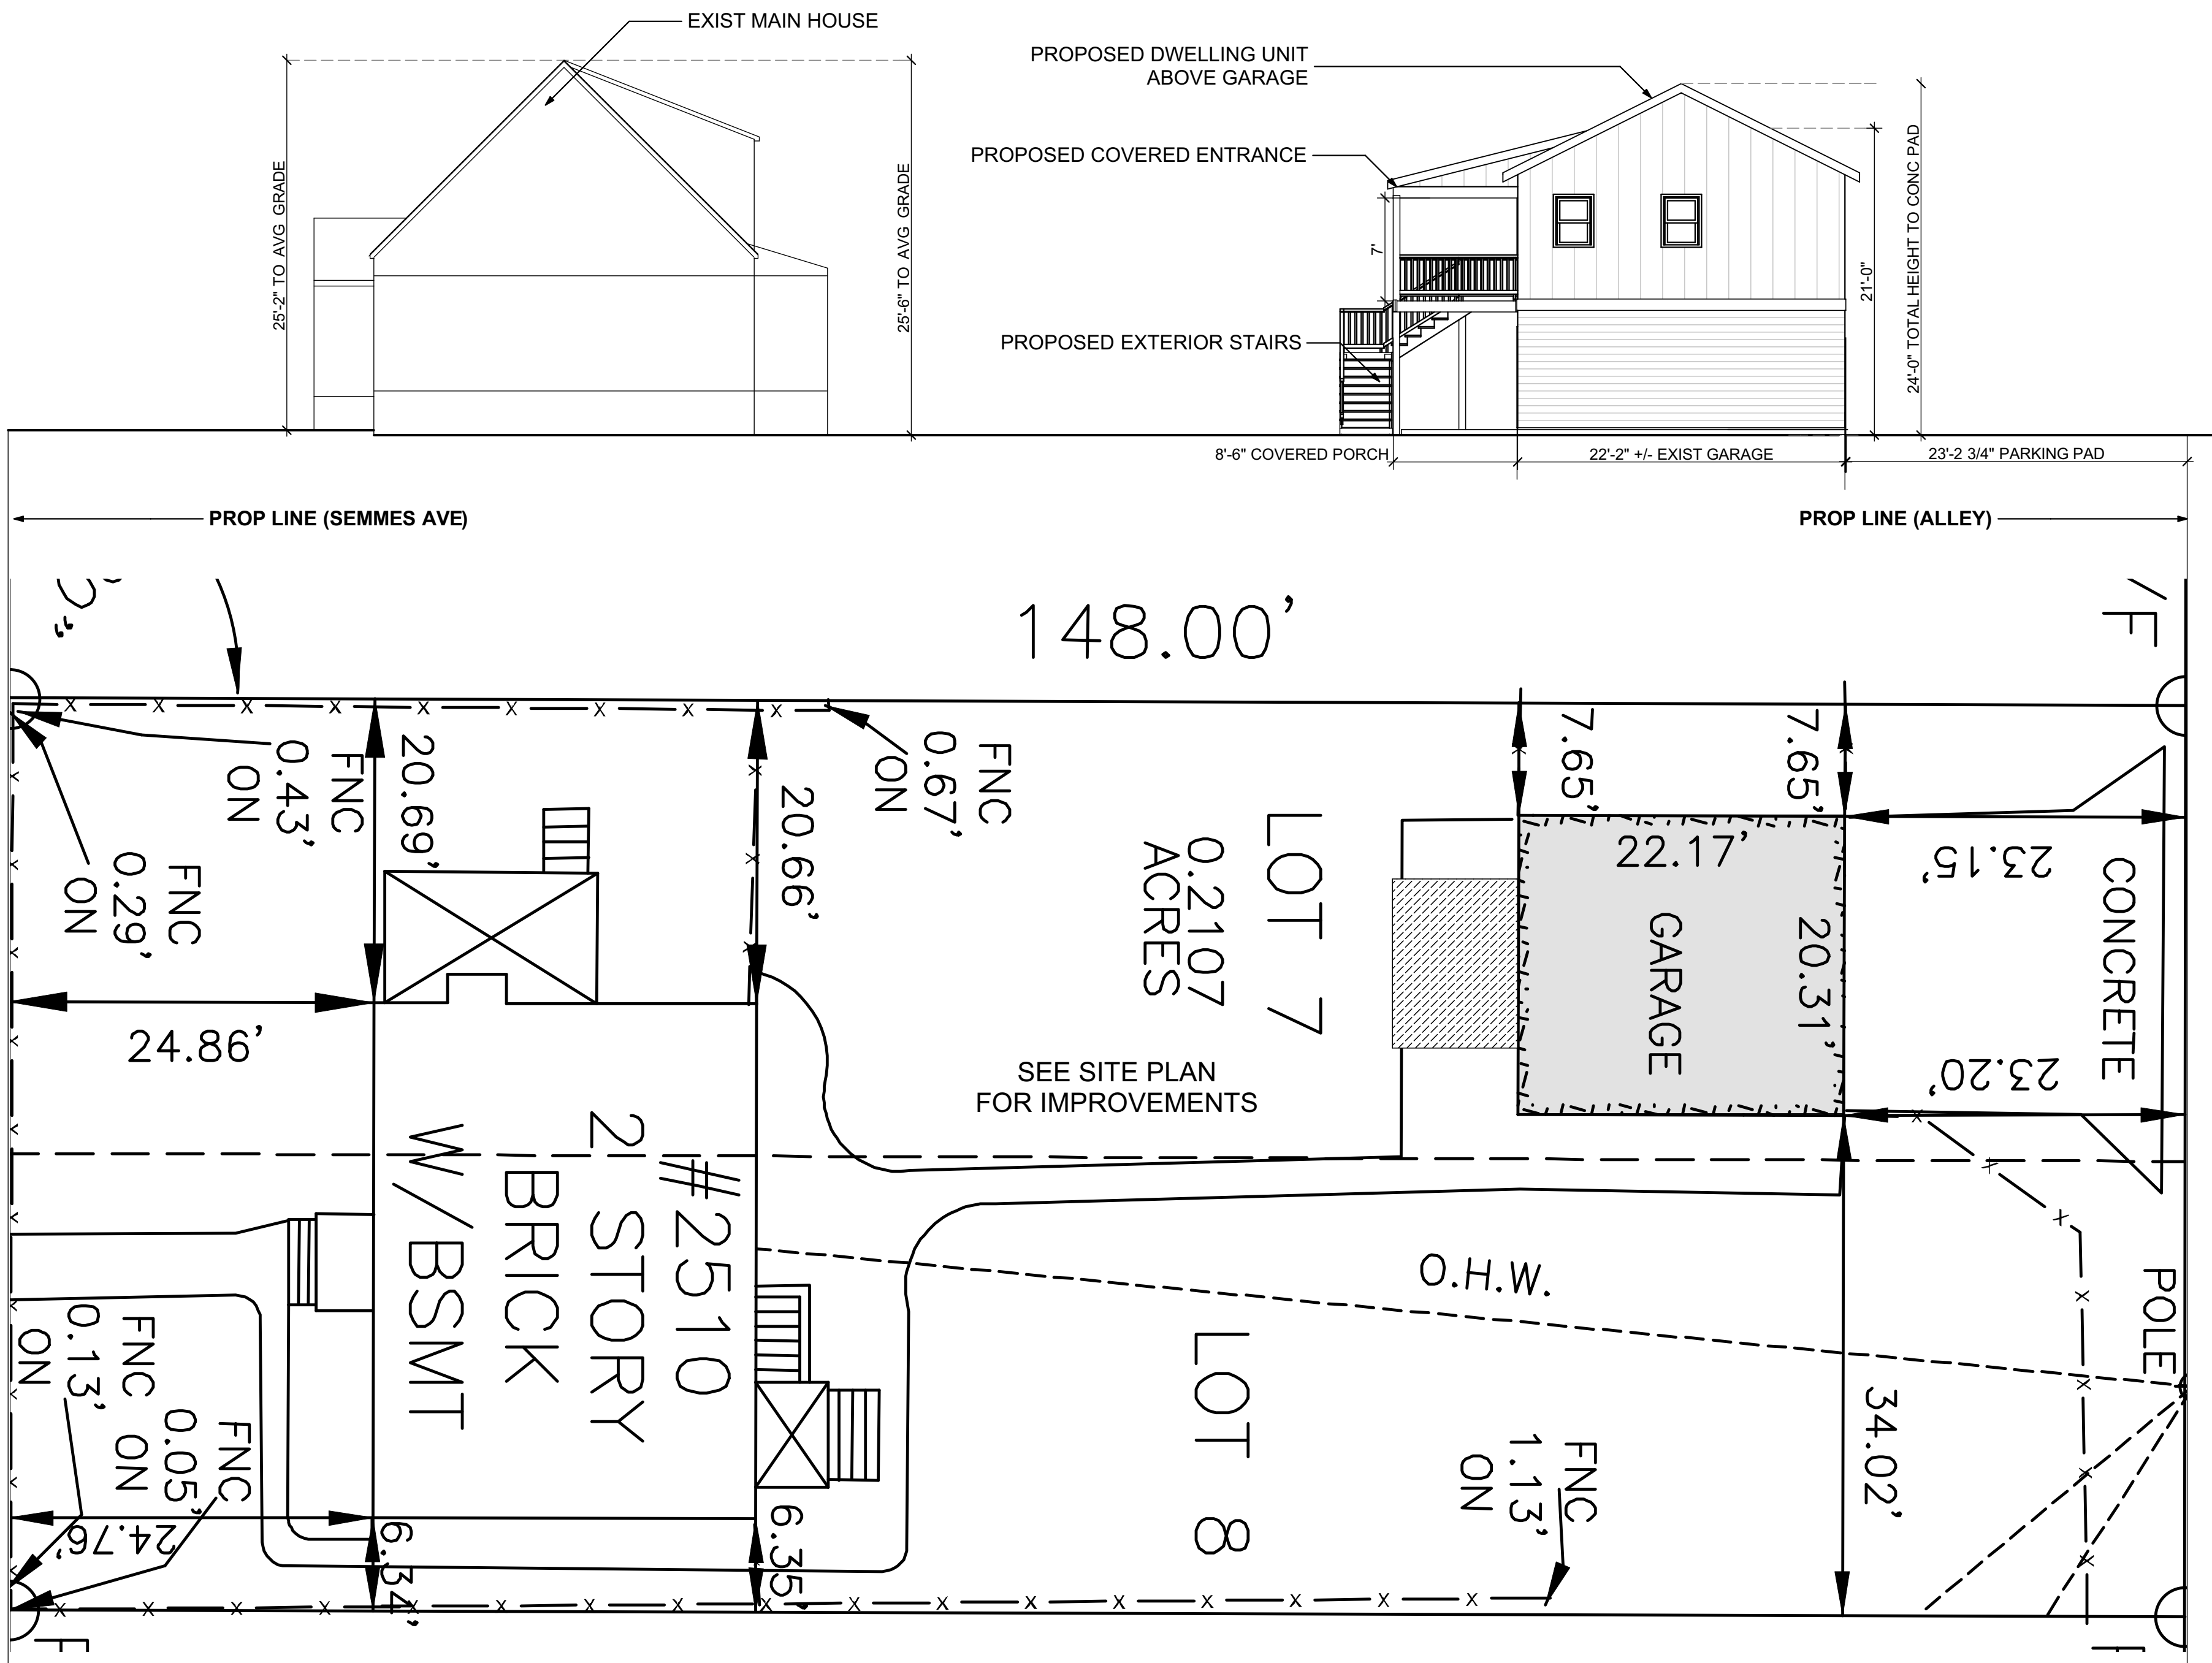 EXIST MAIN HOUSE
PROPOSED DWELLING UNIT
ABOVE GARAGE
PROPOSED COVERED ENTRANCE
PROPOSED EXTERIOR STAIRS
25'-2" TO AVG GRADE
25'-6" TO AVG GRADE
7'
21'-0"
24'-0" TOTAL HEIGHT TO CONC PAD
8'-6" COVERED PORCH
22'-2" +/- EXIST GARAGE
23'-2 3/4" PARKING PAD
PROP LINE (SEMMES AVE)
PROP LINE (ALLEY)
148.00'
/F
FNC
0.43'
ON
20.69'
FNC
0.29'
ON
24.86'
20.66'
FNC
0.67'
ON
LOT 7
0.2107
ACRES
SEE SITE PLAN
FOR IMPROVEMENTS
7.65'
7.65'
22.17'
GARAGE
20.31'
23.15'
23.20'
CONCRETE
#2510
2 STORY
BRICK
W/BSMT
O.H.W.
POLE
LOT 8
FNC
1.13'
ON
34.02'
FNC
0.13'
ON
FNC
0.05'
ON
24.76'
6.34'
6.35'
F